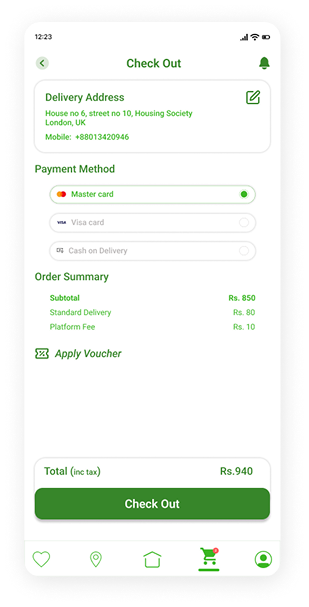 12:23
Check Out
Delivery Address
House no 6, street no 10, Housing Society
London, UK
Mobile: +88013420946
Payment Method
Master card
VISA Visa card
Cash on Delivery
Order Summary
Subtotal Rs. 850
Standard Delivery Rs. 80
Platform Fee Rs. 10
Apply Voucher
Total (inc tax) Rs.940
Check Out